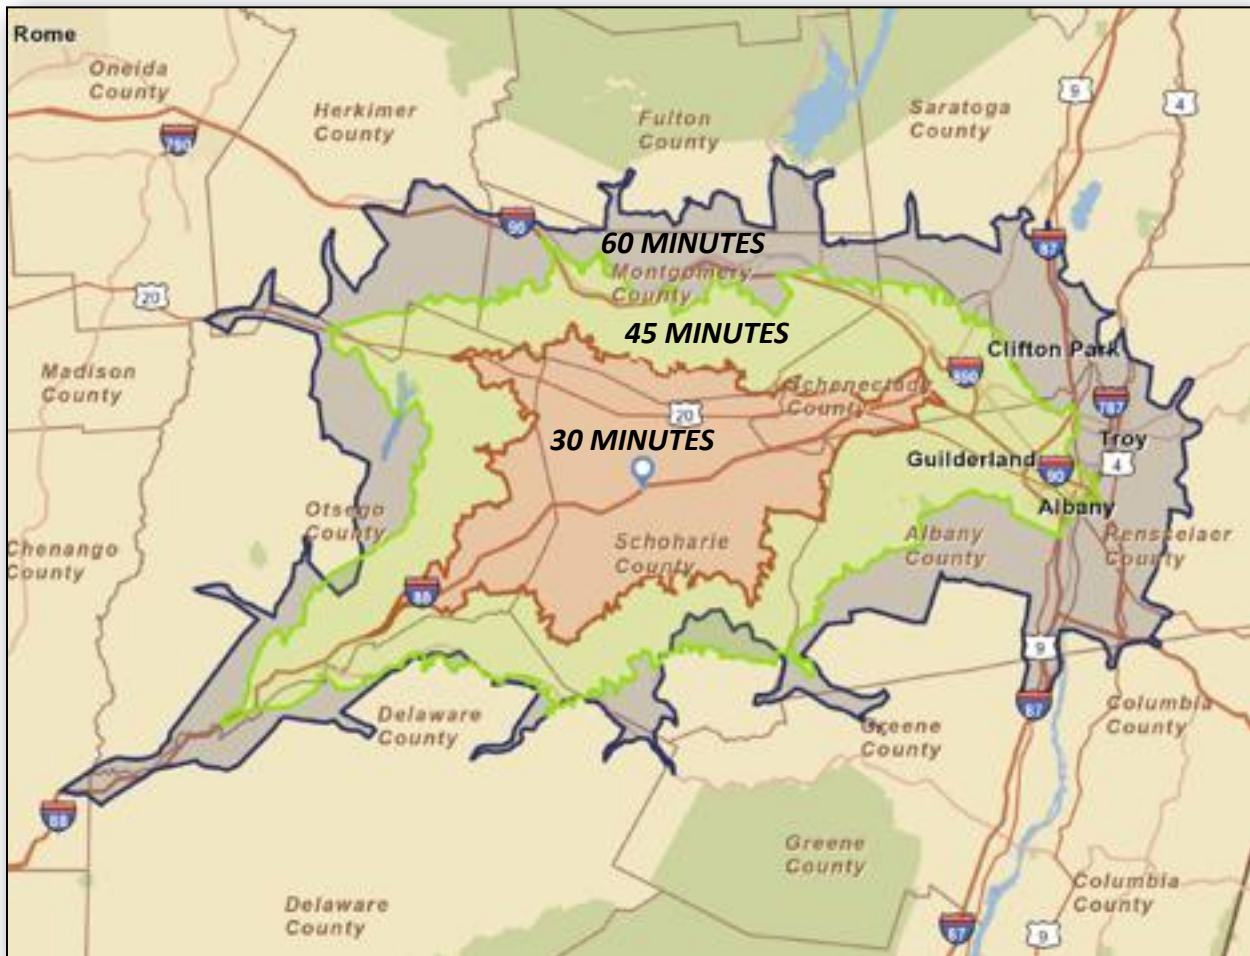 Rome
Oneida
County
Herkimer
County
Fulton
County
Saratoga
County
9
4
790
90
60 MINUTES
87
Montgomery
County
20
45 MINUTES
Clifton Park
Madison
County
890
Schenectady
County
787
20
30 MINUTES
Troy
Guilderland
90
4
Otsego
County
Albany
Chenango
County
Schoharie
County
Albany
County
Rensselaer
County
88
9
87
Delaware
County
Greene
County
Columbia
County
88
Greene
County
Columbia
County
Delaware
County
87
9